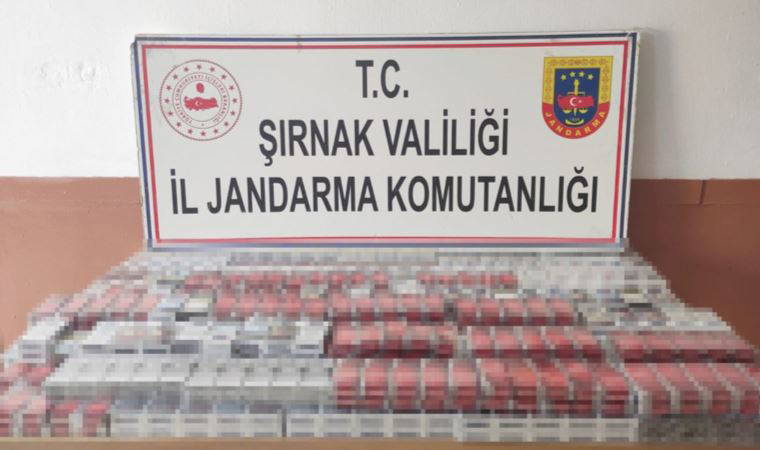 T.C.
ŞIRNAK VALİLİĞİ
İL JANDARMA KOMUTANLIĞI
JANDARMA